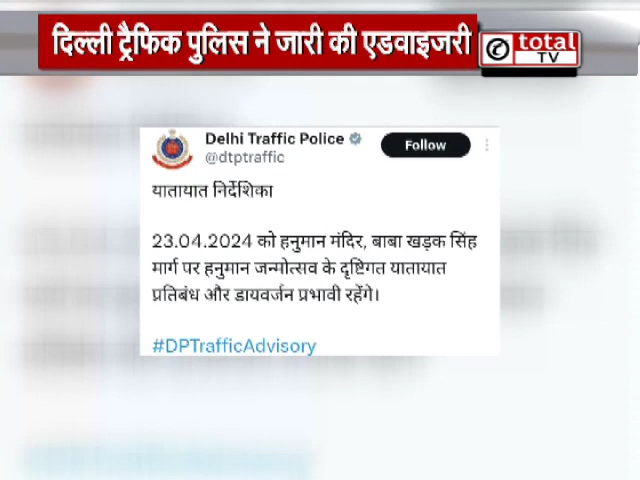 दिल्ली ट्रैफिक पुलिस ने जारी की एडवाइजरी
total
TV
Delhi Traffic Police
Follow
@dtptraffic
यातायात निर्देशिका
23.04.2024 को हनुमान मंदिर, बाबा खड़क सिंह
मार्ग पर हनुमान जन्मोत्सव के दृष्टिगत यातायात
प्रतिबंध और डायवर्जन प्रभावी रहेंगे।
#DPTrafficAdvisory